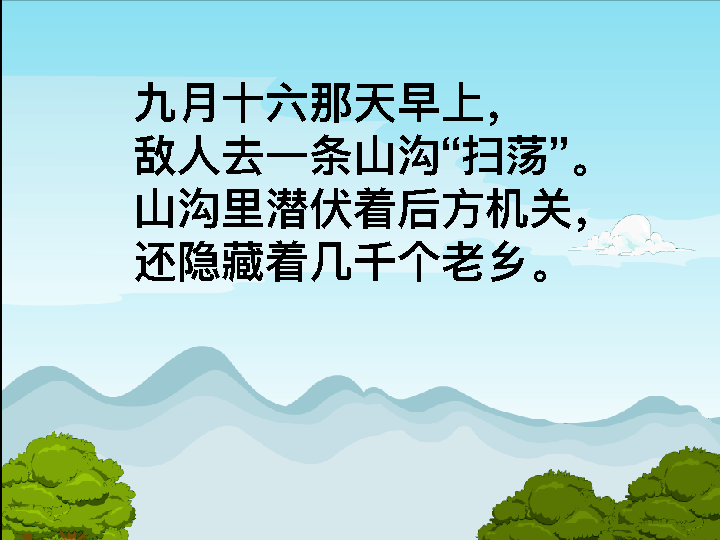 九月十六那天早上，
敌人去一条山沟“扫荡”。
山沟里潜伏着后方机关，
还隐藏着几千个老乡。